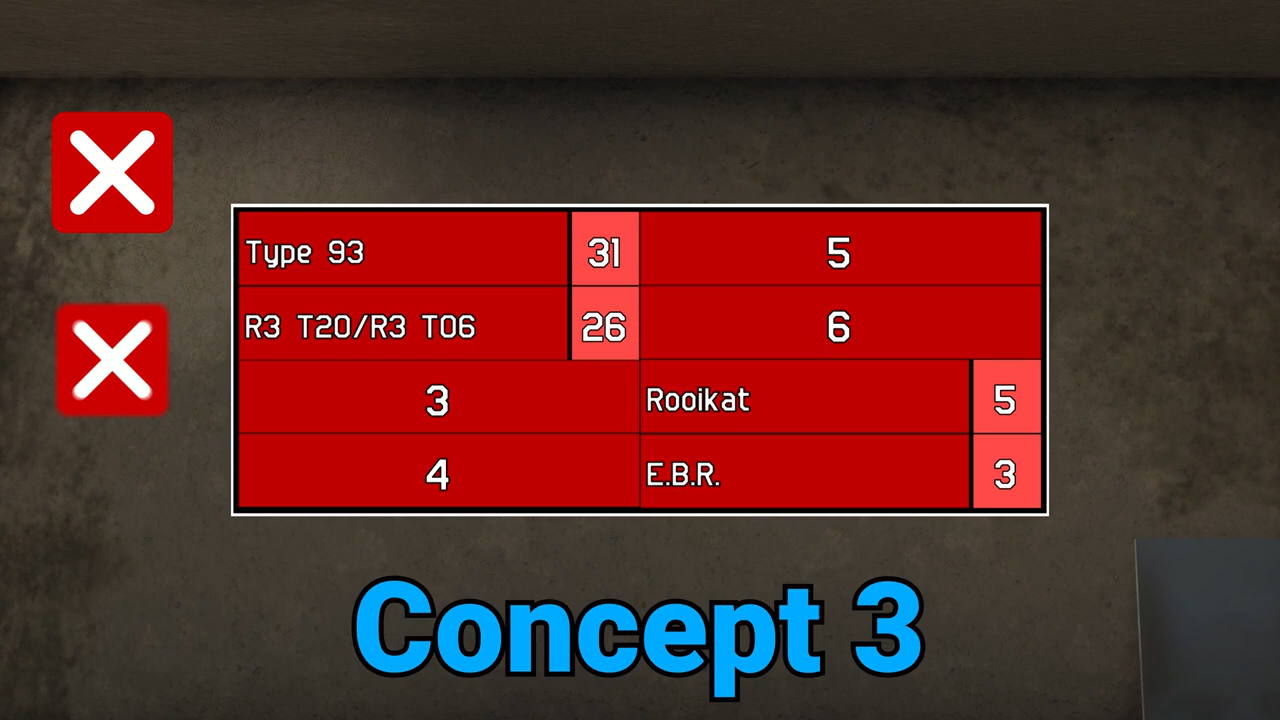 Type 93 31 5
R3 T20/R3 T06 26 6
3 Rooikat 5
4 E.B.R. 3
Concept 3